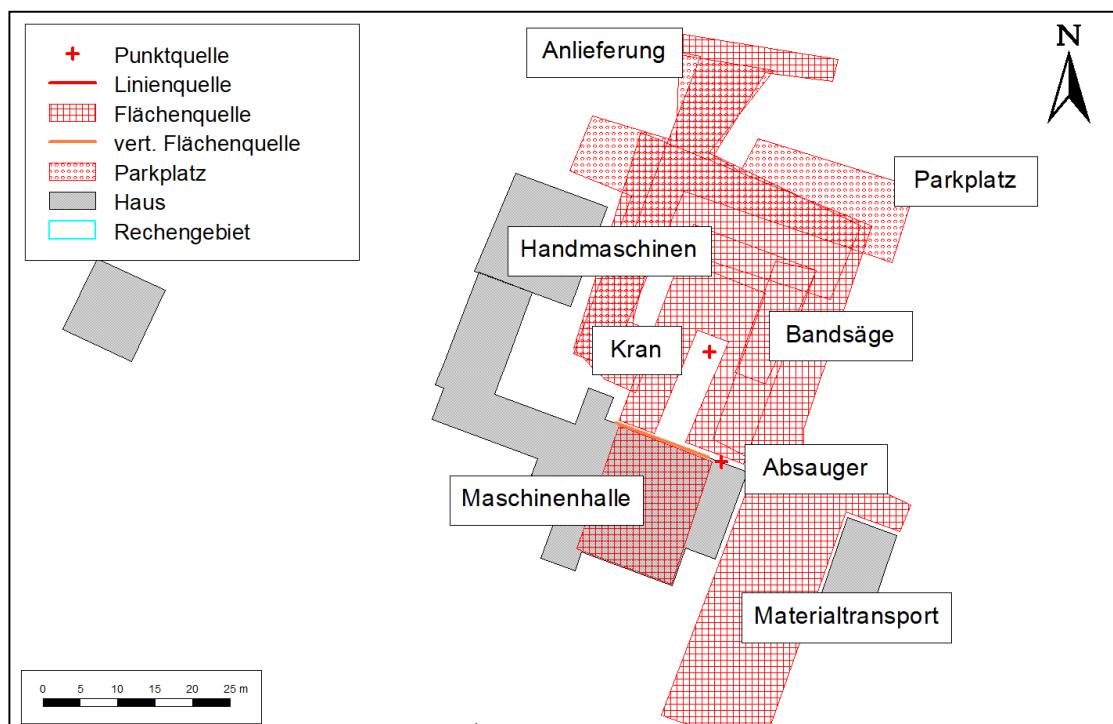 Punktquelle
Linienquelle
Flächenquelle
vert. Flächenquelle
Parkplatz
Haus
Rechengebiet
Anlieferung
N
Parkplatz
Handmaschinen
Kran
Bandsäge
Absauger
Maschinenhalle
Materialtransport
0 5 10 15 20 25 m